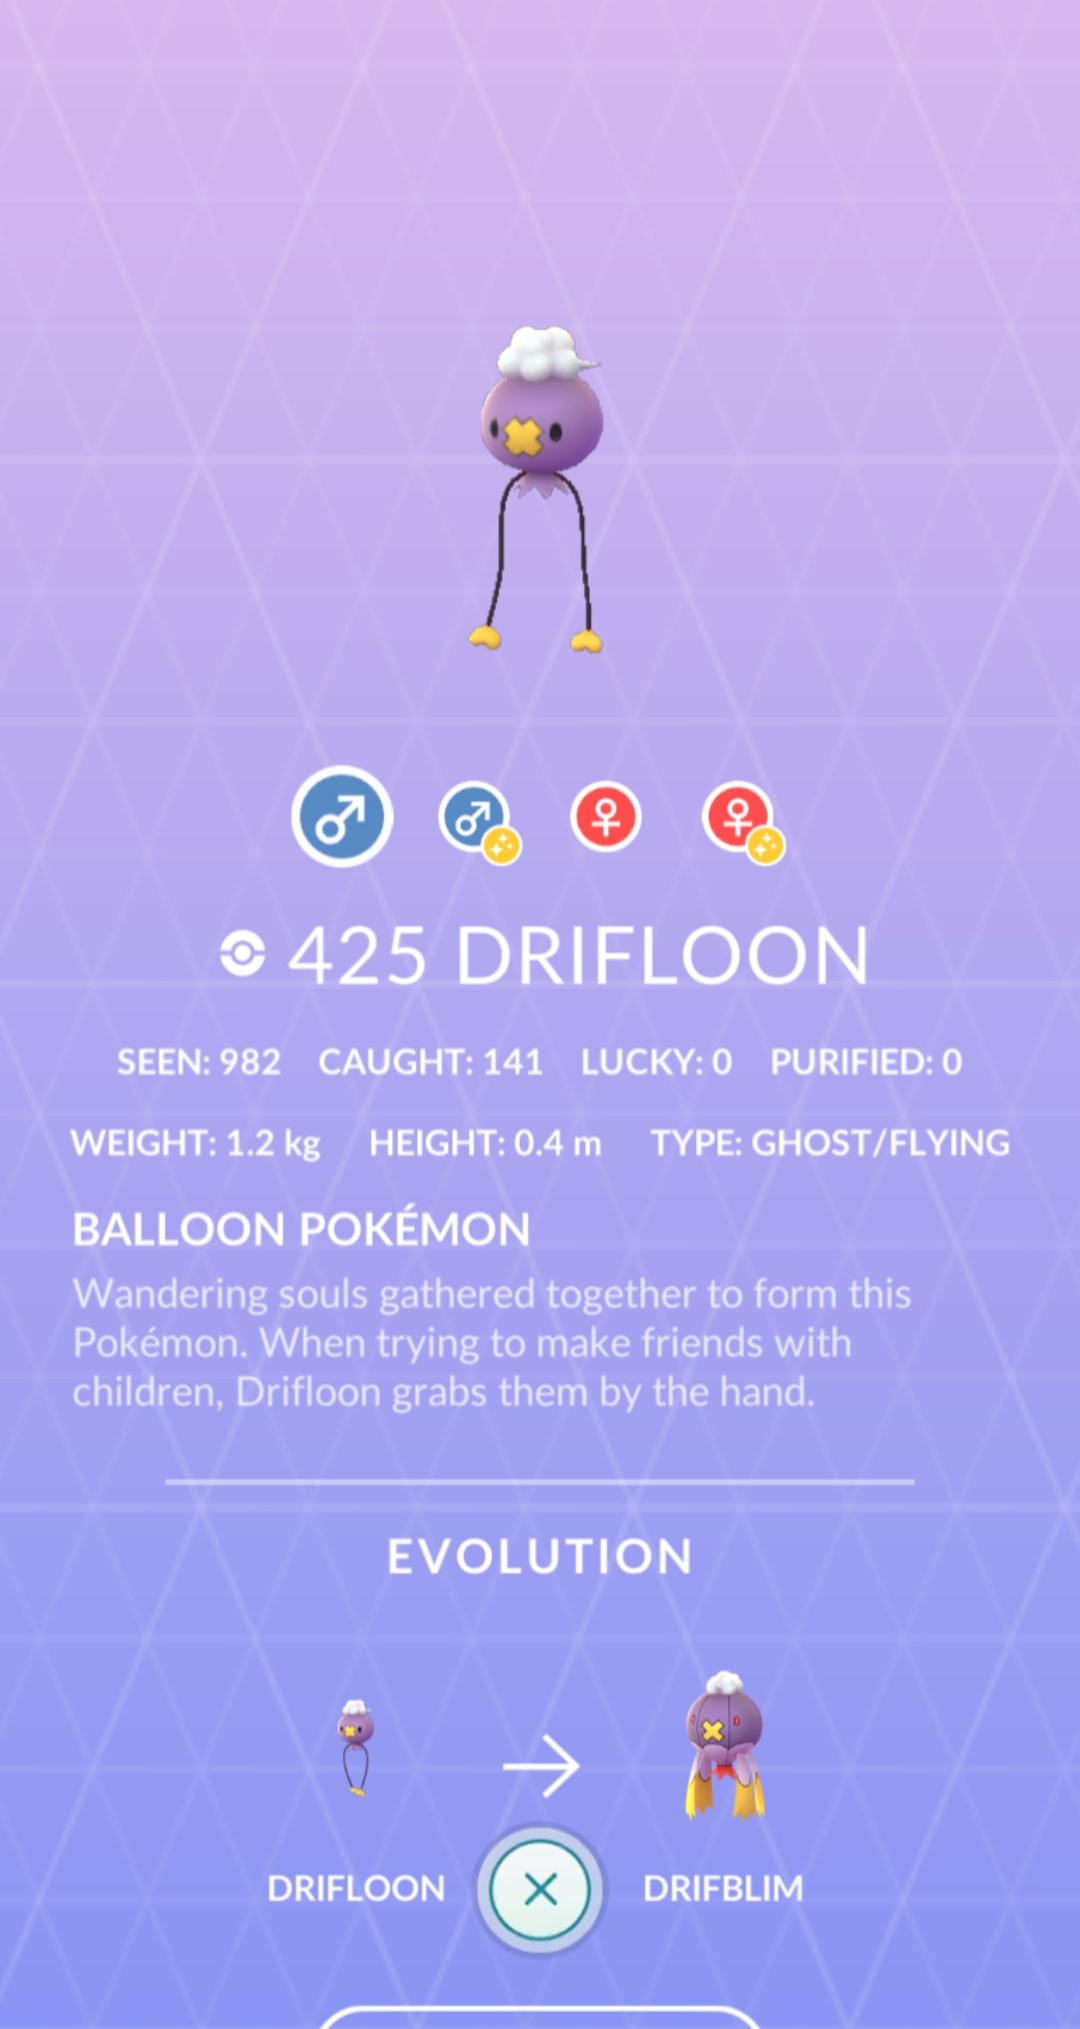 425 DRIFLOON
SEEN: 982 CAUGHT: 141 LUCKY: 0 PURIFIED: 0
WEIGHT: 1.2 kg HEIGHT: 0.4 m TYPE: GHOST/FLYING
BALLOON POKÉMON
Wandering souls gathered together to form this
Pokémon. When trying to make friends with
children, Drifloon grabs them by the hand.
EVOLUTION
DRIFLOON DRIFBLIM